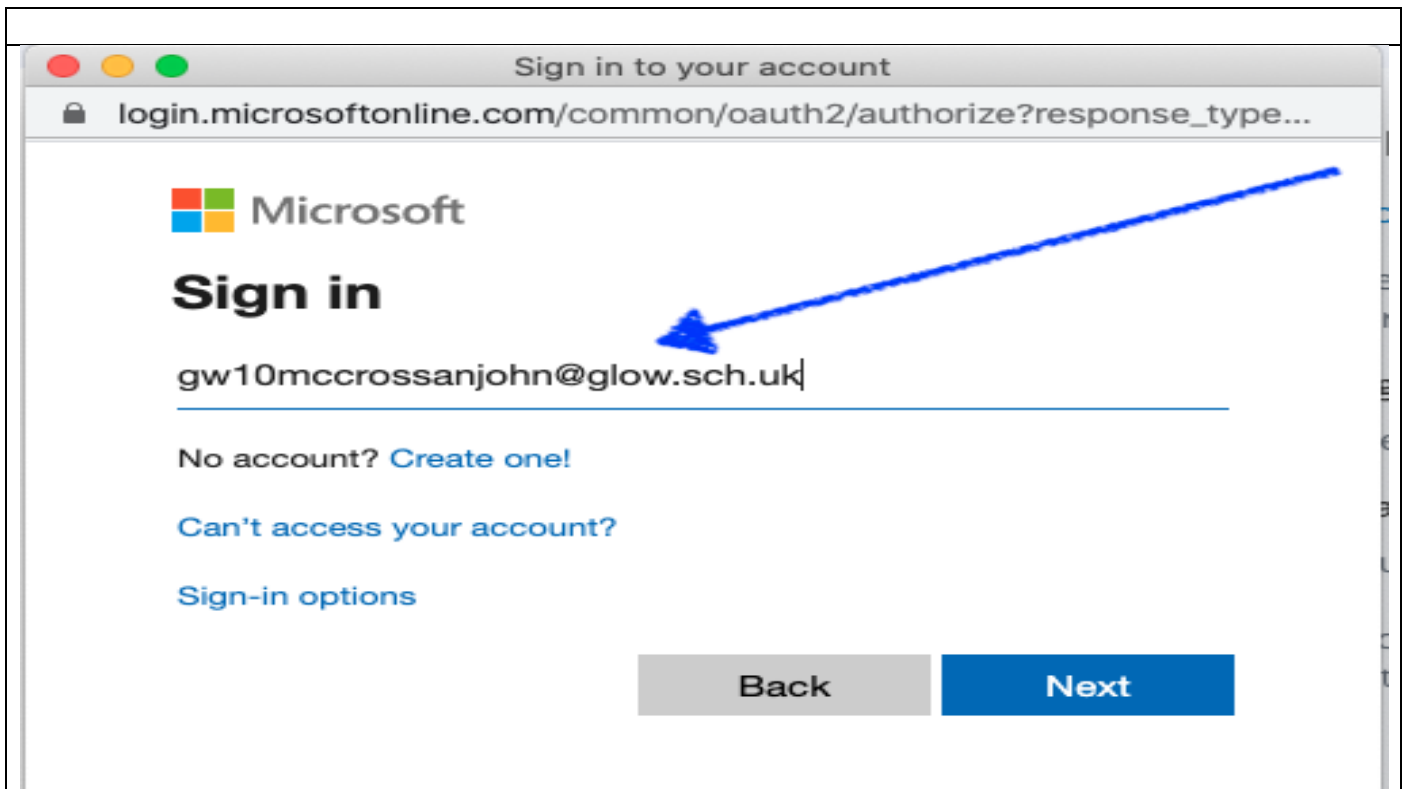 Sign in to your account
login.microsoftonline.com/common/oauth2/authorize?response_type...
Microsoft
Sign in
gw10mccrossanjohn@glow.sch.uk
No account? Create one!
Can't access your account?
Sign-in options
Back Next